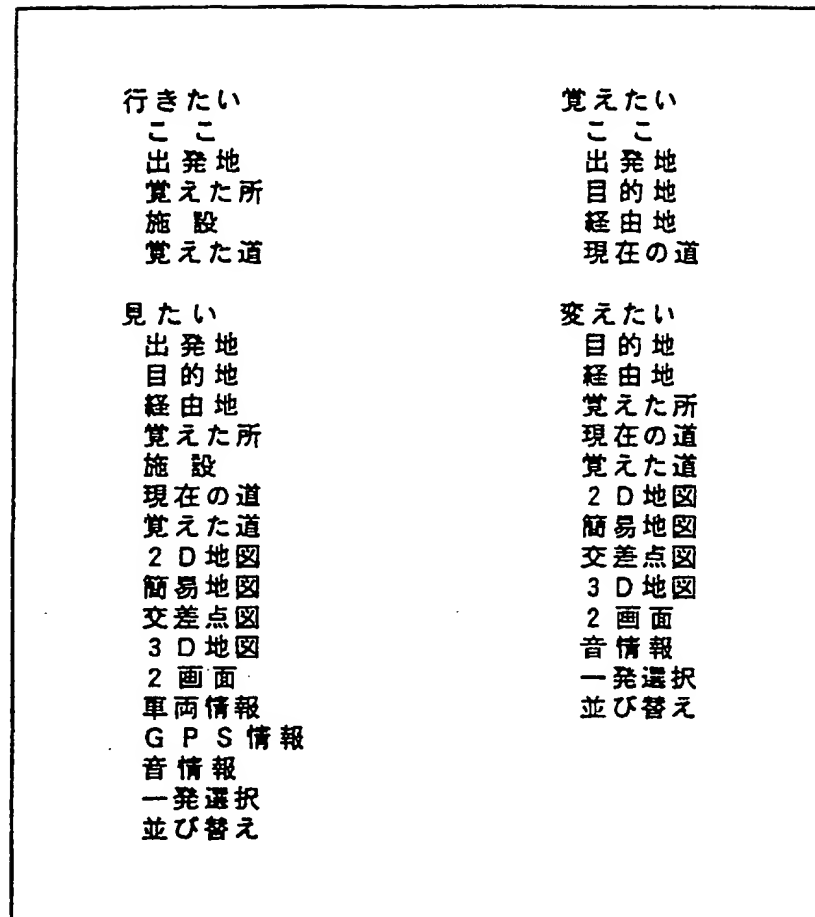 行きたい
ここ
出発地
覚えた所
施設
覚えた道
見たい
出発地
目的地
経由地
覚えた所
施設
現在の道
覚えた道
2D地図
簡易地図
交差点図
3D地図
2画面
車両情報
GPS情報
音情報
一発選択
並び替え
覚えたい
ここ
出発地
目的地
経由地
現在の道
変えたい
目的地
経由地
覚えた所
現在の道
覚えた道
2D地図
簡易地図
交差点図
3D地図
2画面
音情報
一発選択
並び替え